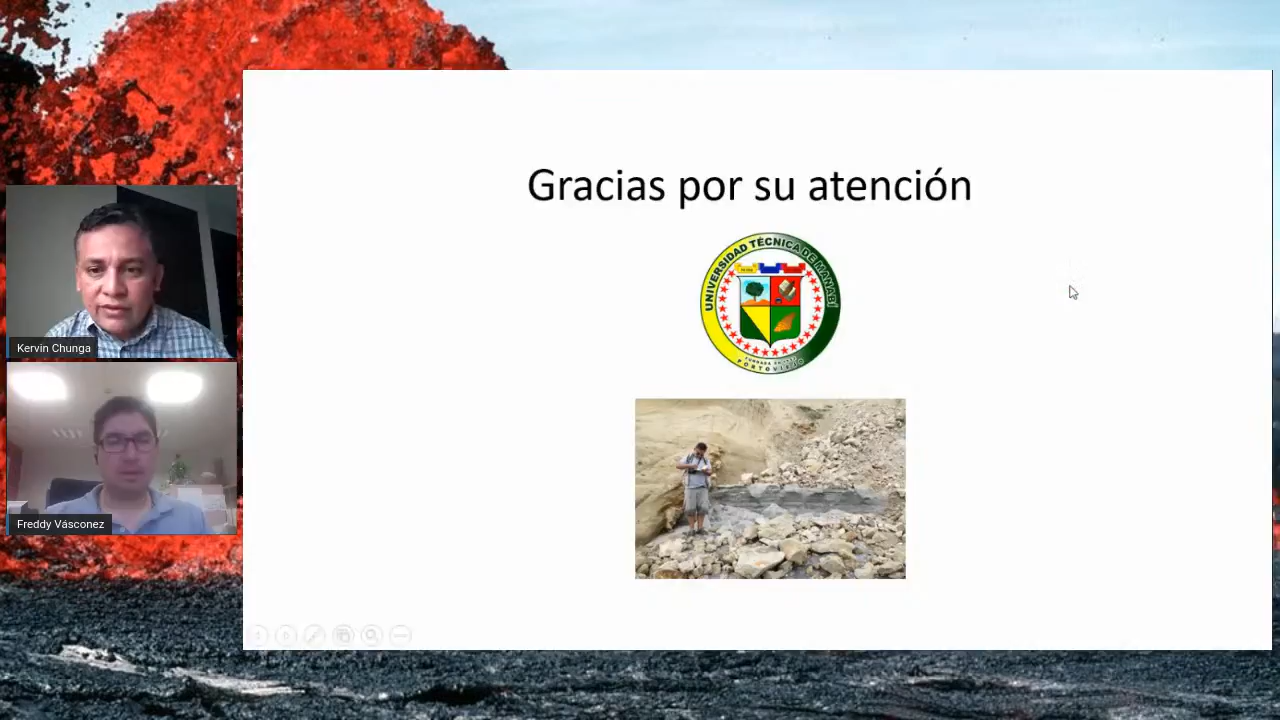 Gracias por su atención
UNIVERSIDAD TÉCNICA DE MANABÍ
PORTOVIEJO
Kervin Chunga
Freddy Vásconez